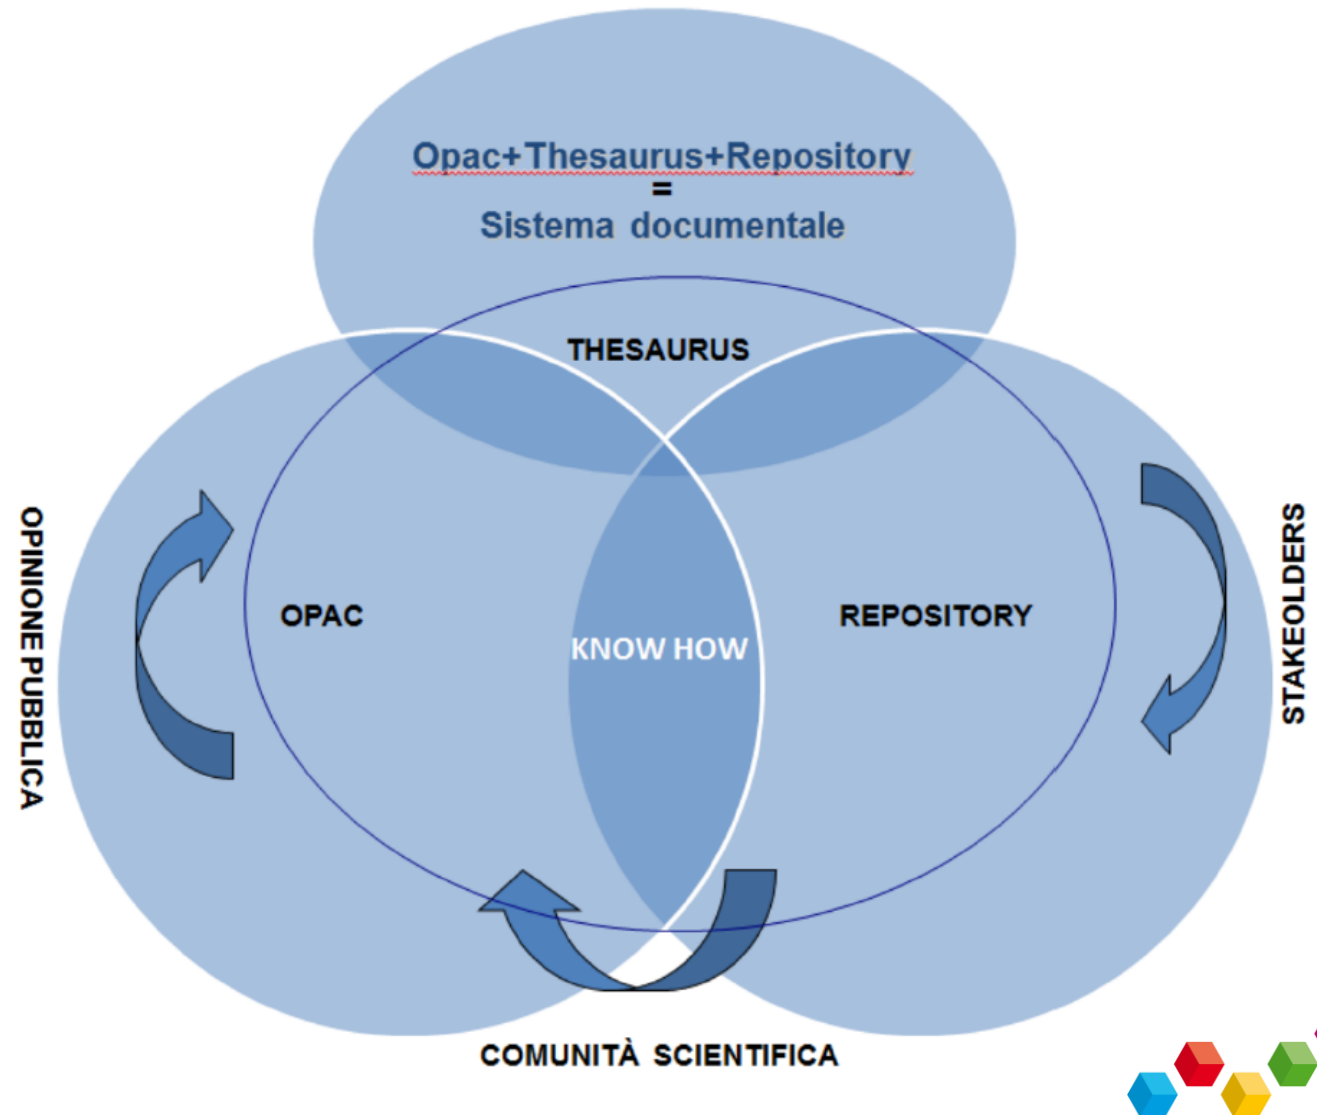 Opac+Thesaurus+Repository
=
Sistema documentale
THESAURUS
OPINIONE PUBBLICA
STAKEOLDERS
OPAC
REPOSITORY
KNOW HOW
COMUNITÀ SCIENTIFICA